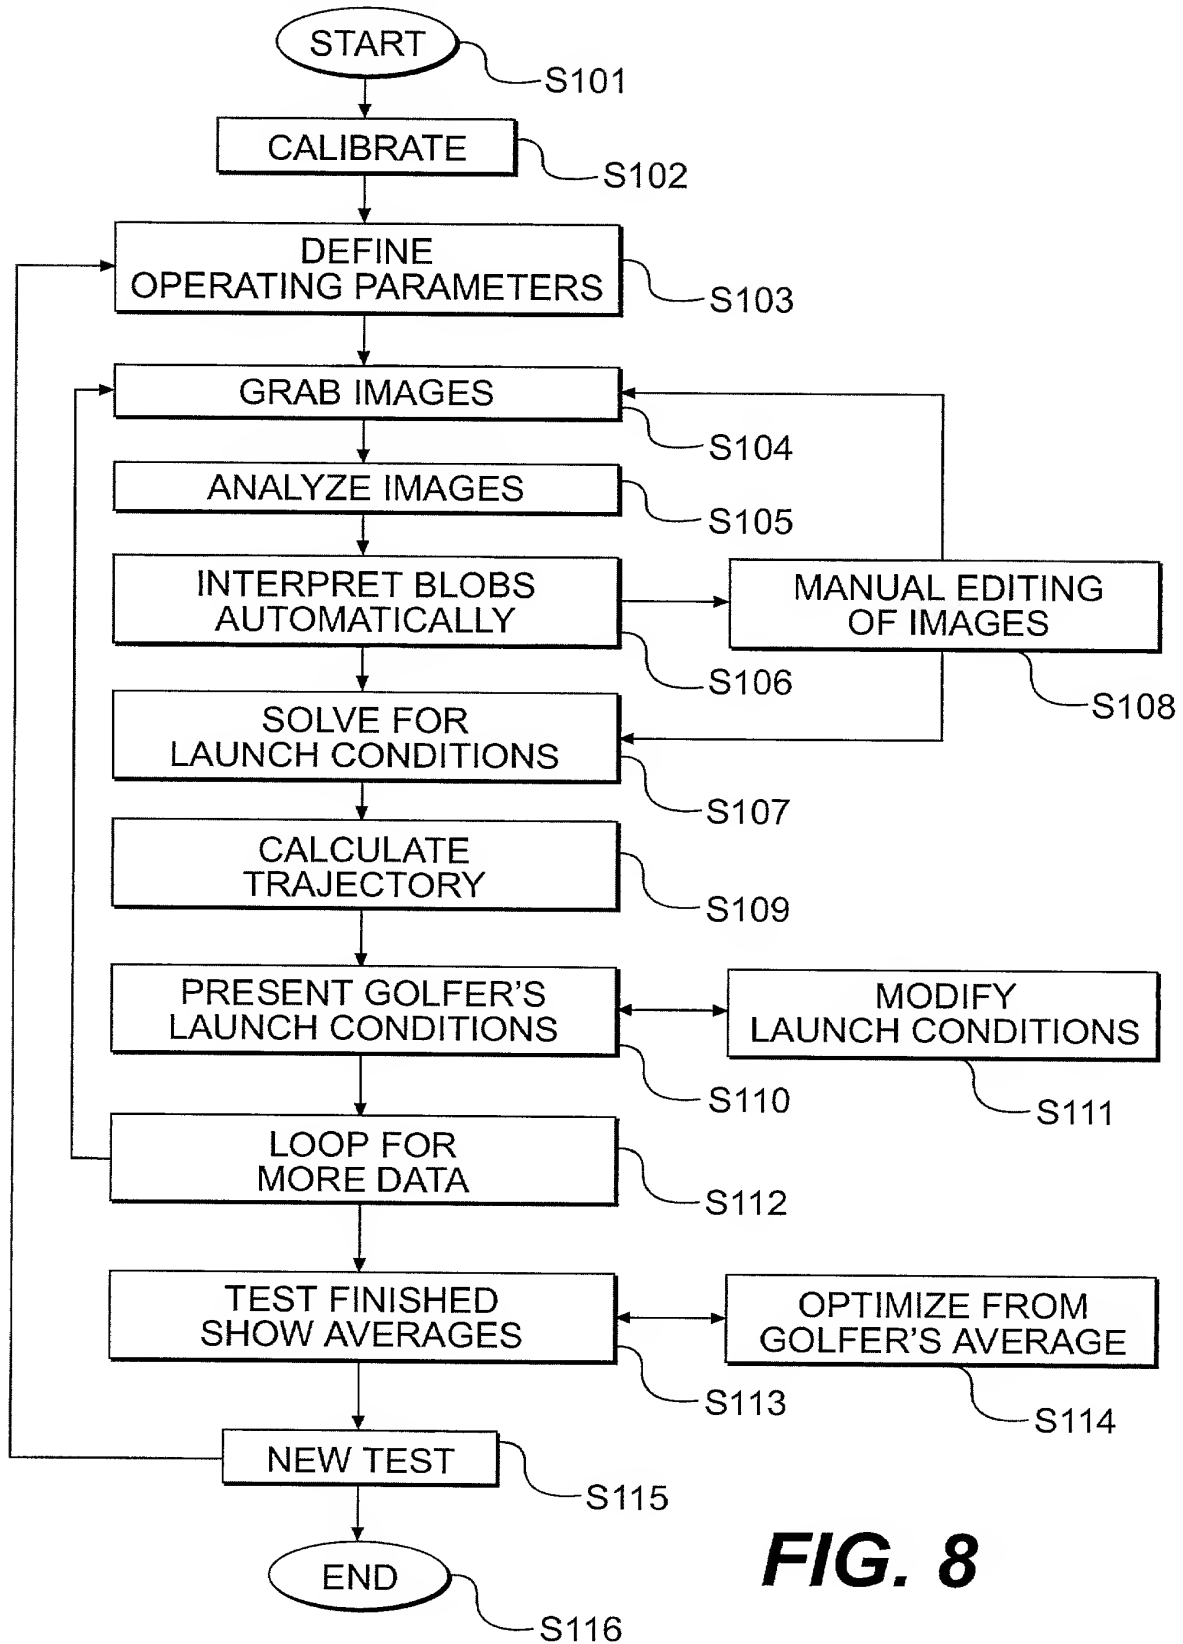 START
S101
CALIBRATE
S102
DEFINE
OPERATING PARAMETERS
S103
GRAB IMAGES
S104
ANALYZE IMAGES
S105
INTERPRET BLOBS
AUTOMATICALLY
S106
MANUAL EDITING
OF IMAGES
S108
SOLVE FOR
LAUNCH CONDITIONS
S107
CALCULATE
TRAJECTORY
S109
PRESENT GOLFER'S
LAUNCH CONDITIONS
S110
MODIFY
LAUNCH CONDITIONS
S111
LOOP FOR
MORE DATA
S112
TEST FINISHED
SHOW AVERAGES
S113
OPTIMIZE FROM
GOLFER'S AVERAGE
S114
NEW TEST
S115
END
S116
FIG. 8